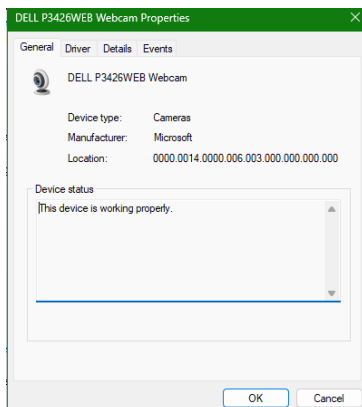 DELL P3426WEB Webcam Properties
General Driver Details Events
DELL P3426WEB Webcam
Device type: Cameras
Manufacturer: Microsoft
Location: 0000.0014.0000.006.003.000.000.000.000
Device status
This device is working properly.
OK Cancel